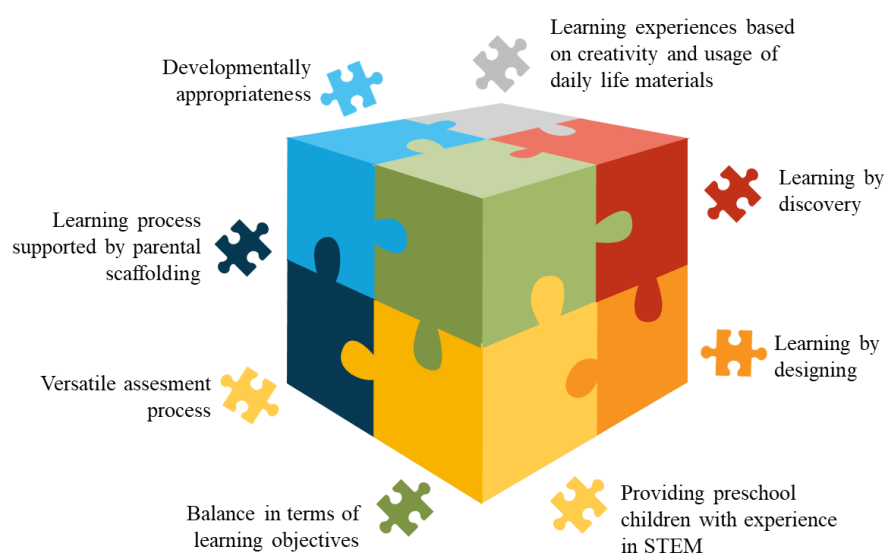 Learning experiences based
on creativity and usage of
daily life materials
Developmentally
appropriateness
Learning by
discovery
Learning process
supported by parental
scaffolding
Learning by
designing
Versatile assesment
process
Balance in terms of
learning objectives
Providing preschool
children with experience
in STEM